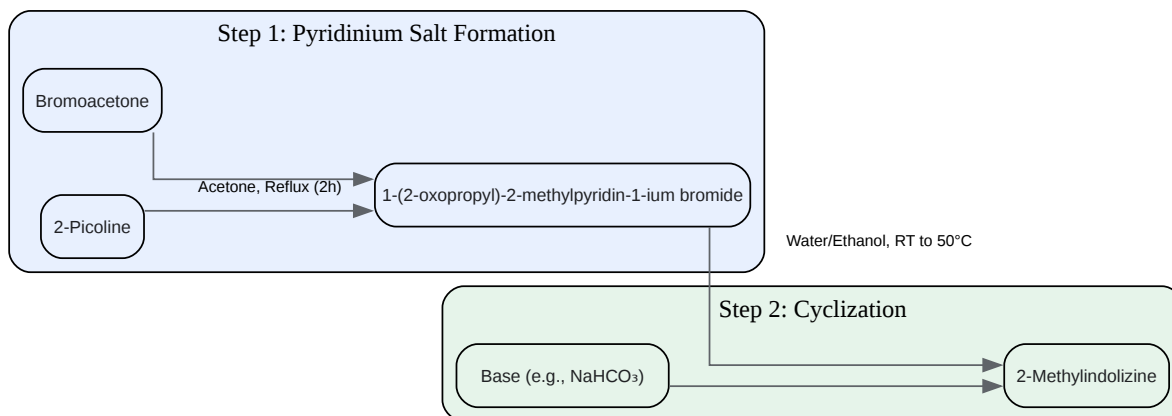 Step 1: Pyridinium Salt Formation
Bromoacetone
Acetone, Reflux (2h)
1-(2-oxopropyl)-2-methylpyridin-1-ium bromide
2-Picoline
Water/Ethanol, RT to 50°C
Step 2: Cyclization
Base (e.g., NaHCO₃)
2-Methylindolizine